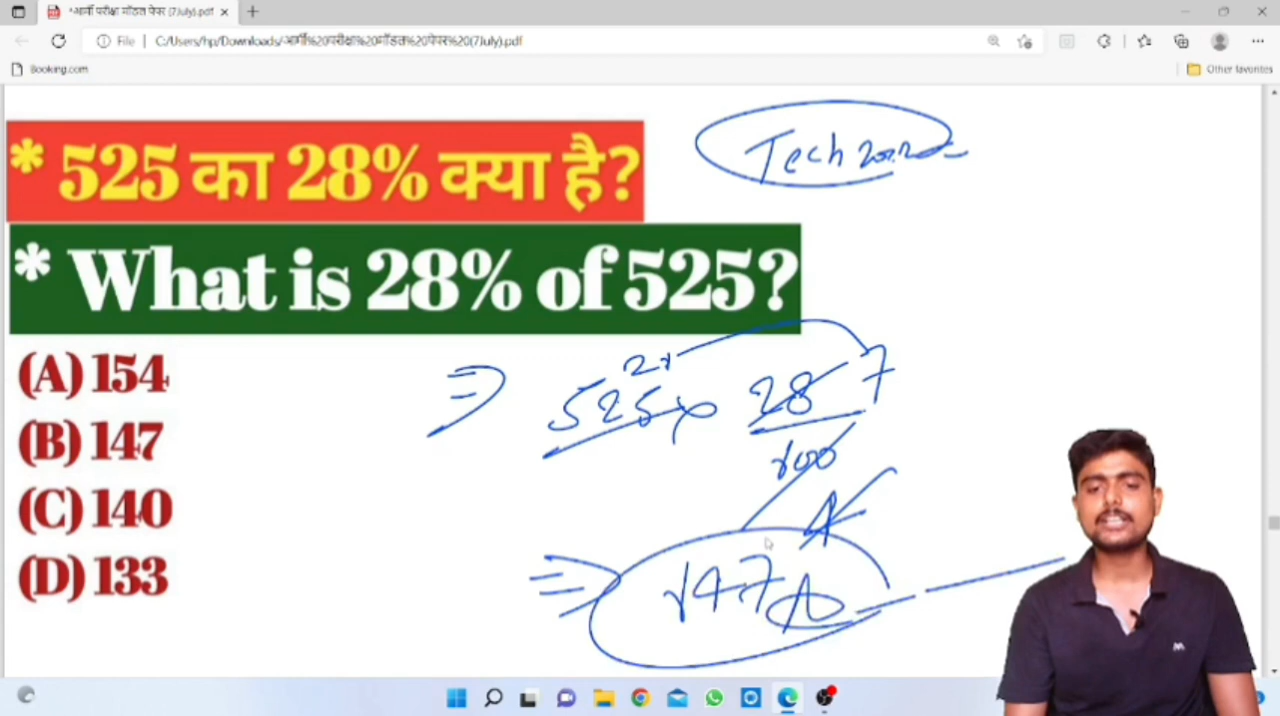 *आर्मी परीक्षा मॉडल पेपर (7July).pdf
File | C:/Users/hp/Downloads/आर्मी%20परीक्षा%20मॉडल%20पेपर%20(7July).pdf
Booking.com
Other favorites
* 525 का 28% क्या है?
* What is 28% of 525?
(A) 154
(B) 147
(C) 140
(D) 133
Tech
21
525 × 28 7
100
4
147